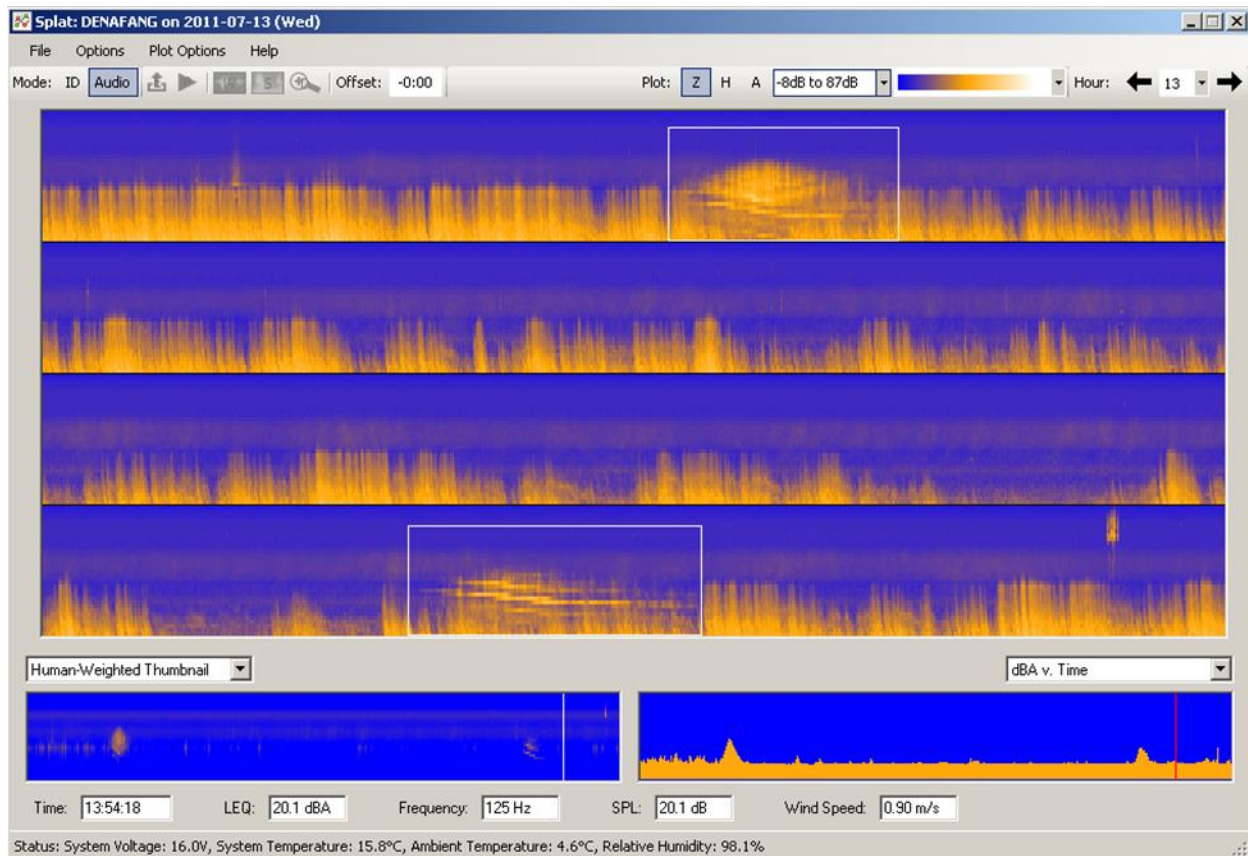 Splat: DENAFANG on 2011-07-13 (Wed)
File Options Plot Options Help
Mode: ID Audio Offset: -0:00 Plot: Z H A -8dB to 87dB Hour: 13
Human-Weighted Thumbnail dBA v. Time
Time: 13:54:18 LEQ: 20.1 dBA Frequency: 125 Hz SPL: 20.1 dB Wind Speed: 0.90 m/s
Status: System Voltage: 16.0V, System Temperature: 15.8°C, Ambient Temperature: 4.6°C, Relative Humidity: 98.1%